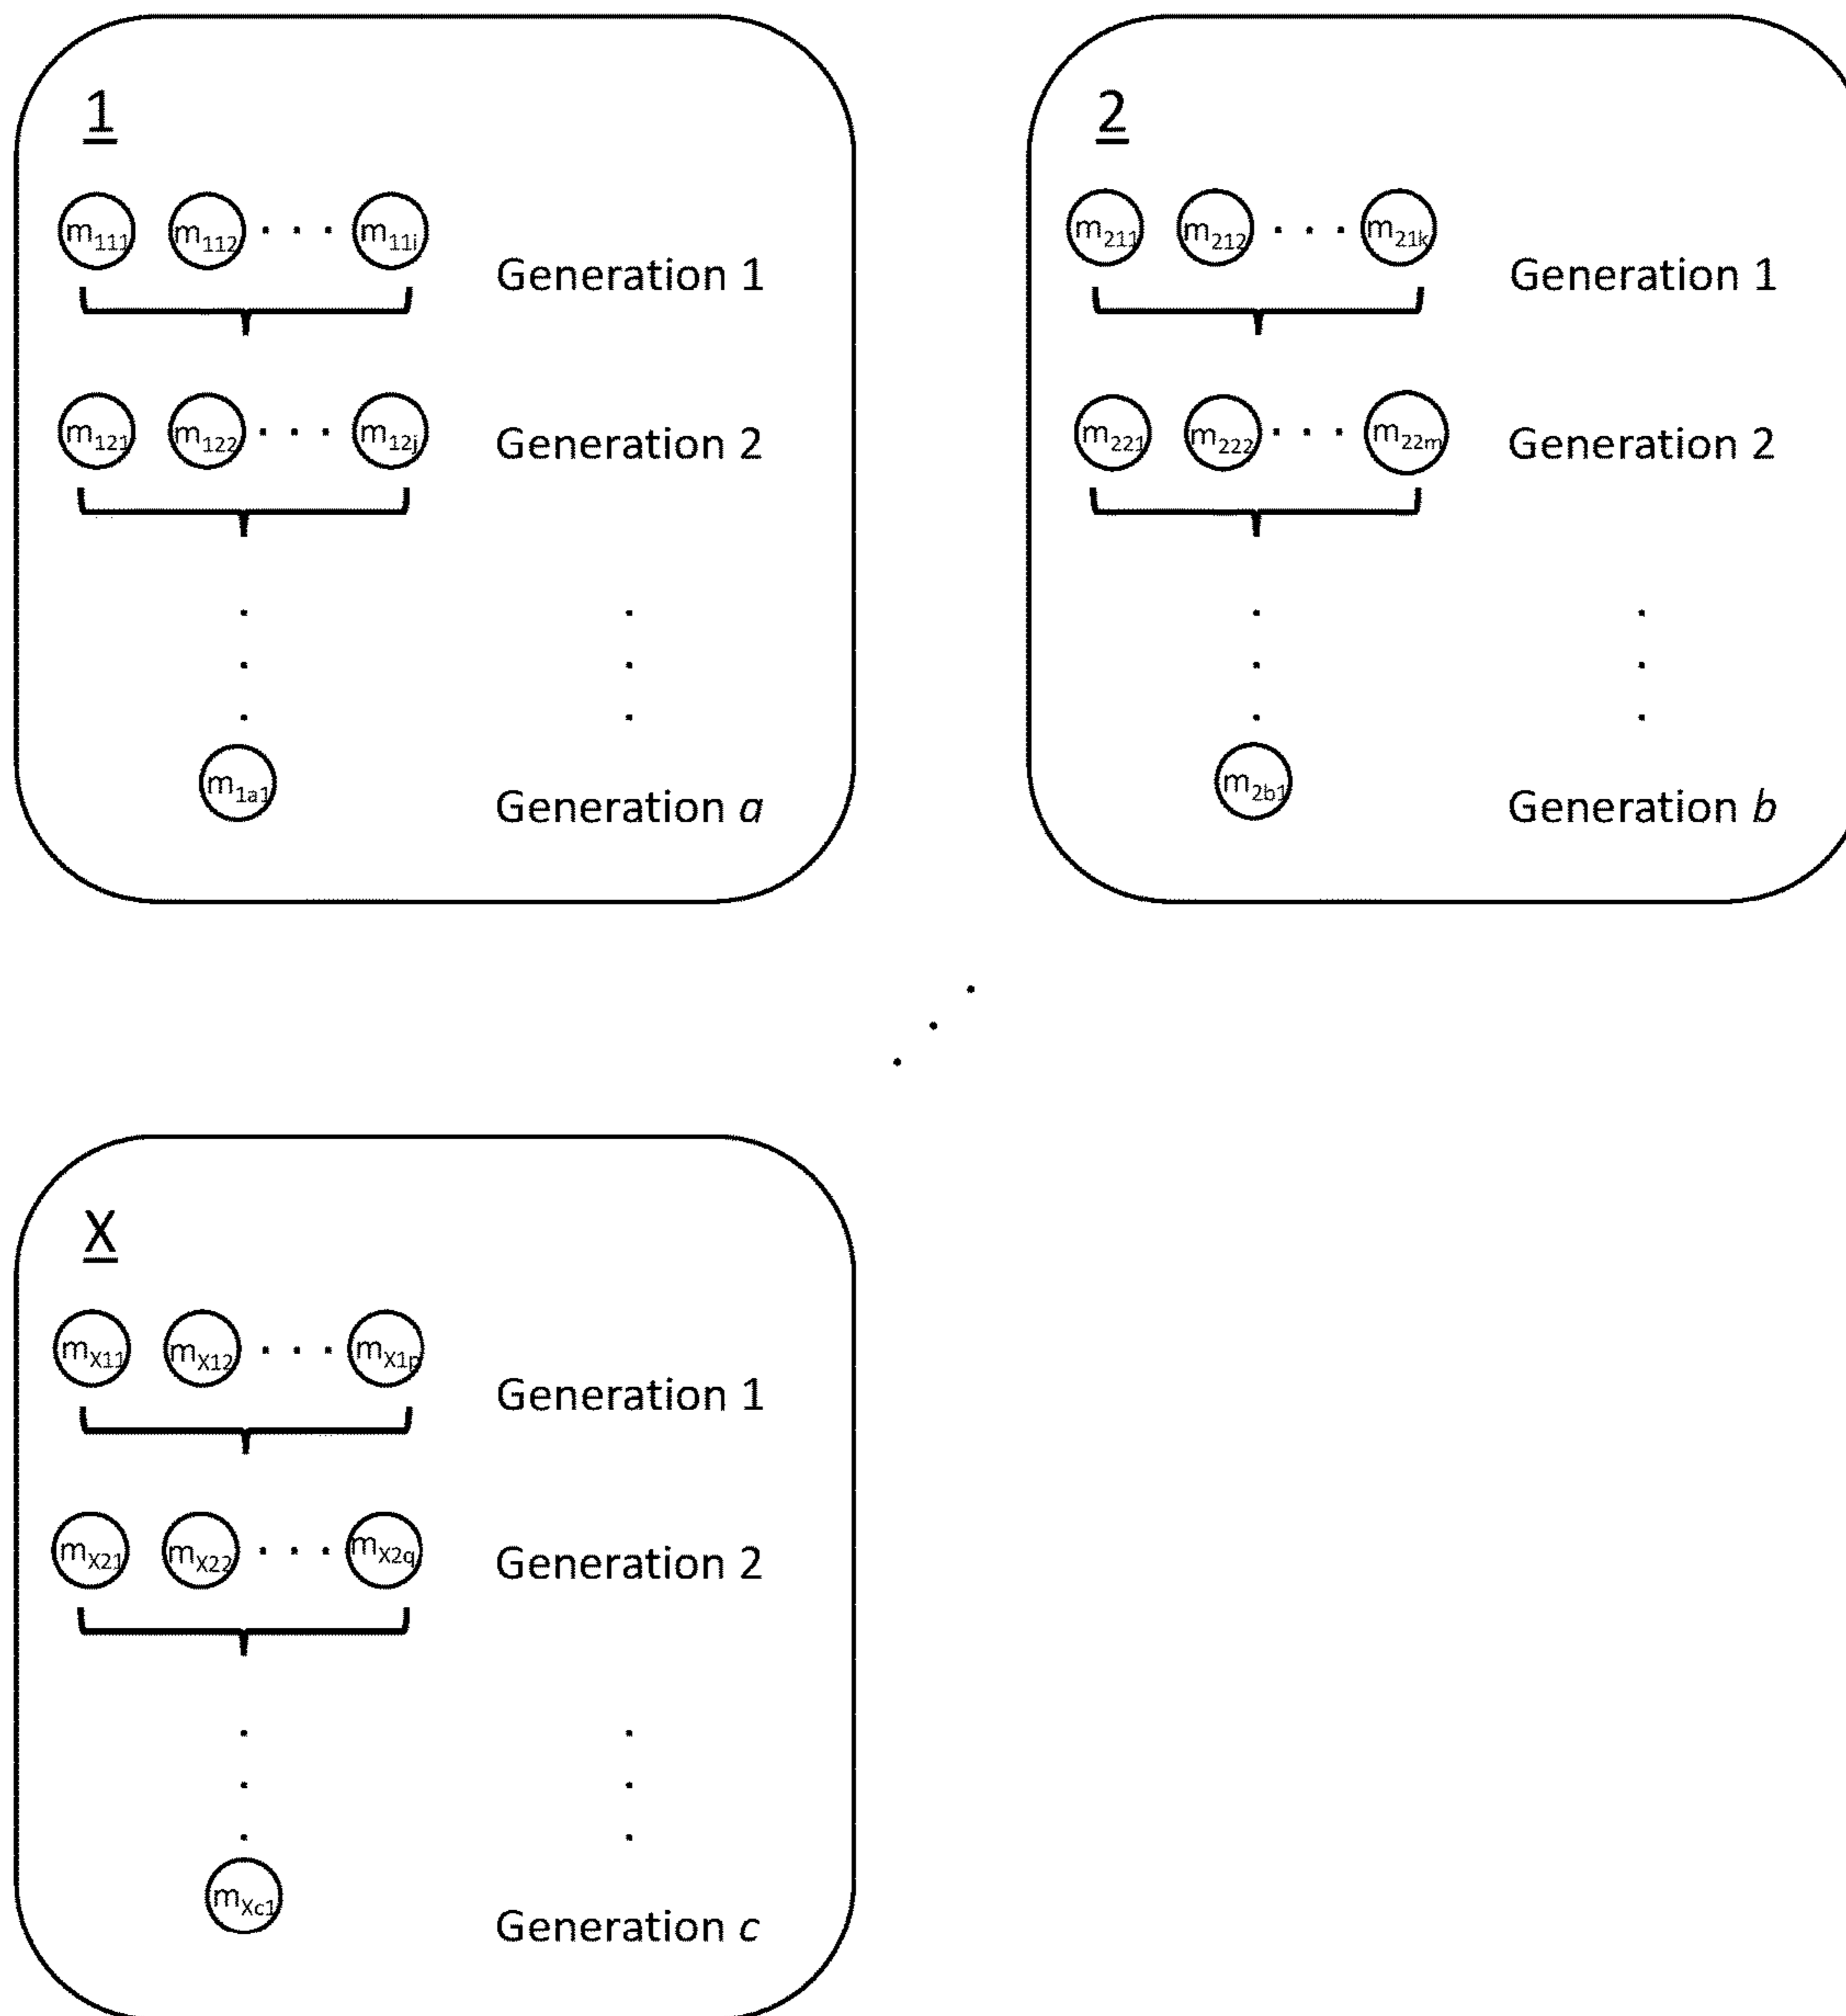 1
m111 m112 · · · m11i
Generation 1
m121 m122 · · · m12j
Generation 2
m1a1
Generation a
2
m211 m212 · · · m21k
Generation 1
m221 m222 · · · m22m
Generation 2
m2b1
Generation b
X
mX11 mX12 · · · mX1p
Generation 1
mX21 mX22 · · · mX2q
Generation 2
mXc1
Generation c